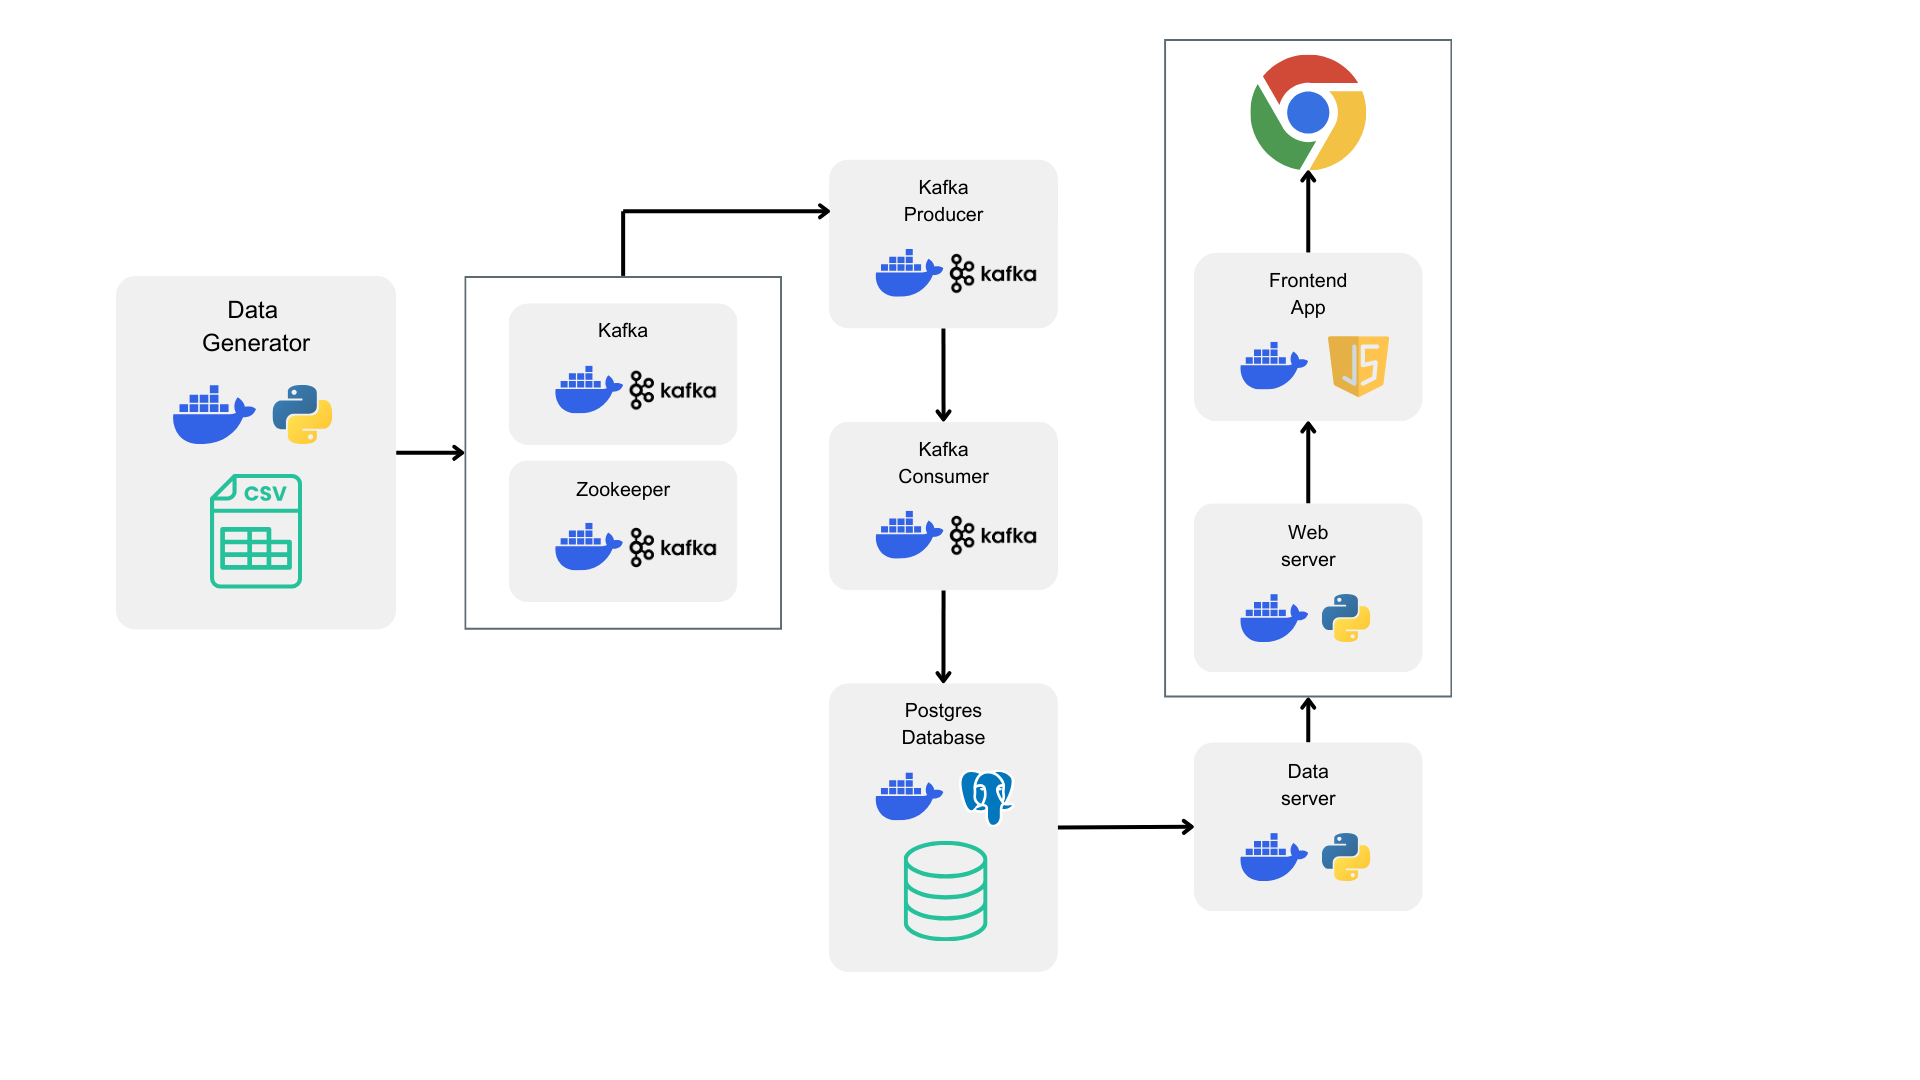 Data
Generator
CSV
Kafka
kafka
Zookeeper
kafka
Kafka
Producer
kafka
Kafka
Consumer
kafka
Postgres
Database
Frontend
App
JS
Web
server
Data
server